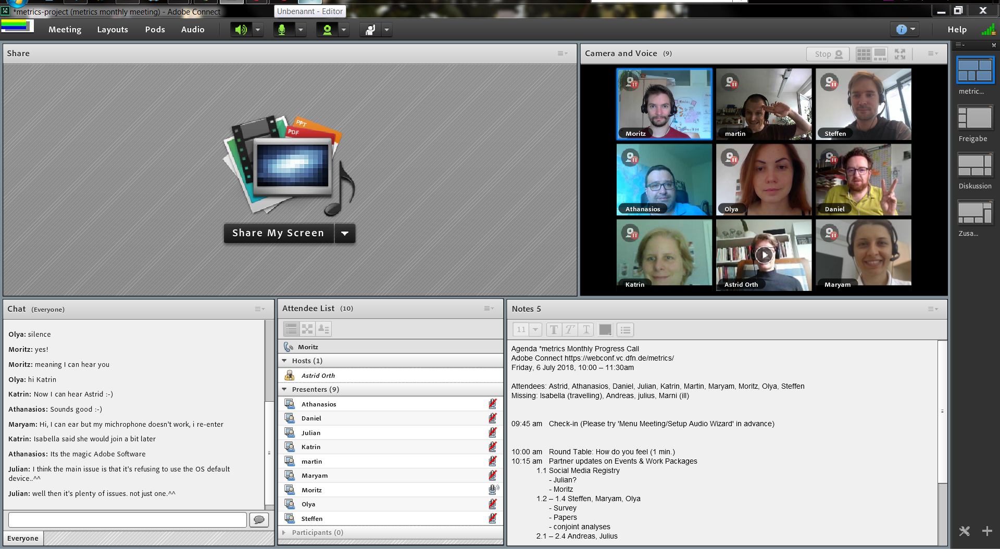 *metrics-project (metrics monthly meeting) - Adobe Connect
Unbenannt - Editor
Meeting
Layouts
Pods
Audio
Help
Share
PPT
PDF
Share My Screen
Camera and Voice (9)
Stop
Moritz
martin
Steffen
Athanasios
Olya
Daniel
Katrin
Astrid Orth
Maryam
metric...
Freigabe
Diskussion
Zusa...
Chat (Everyone)
Olya: silence
Moritz: yes!
Moritz: meaning I can hear you
Olya: hi Katrin
Katrin: Now I can hear Astrid :-)
Athanasios: Sounds good :-)
Maryam: Hi, I can ear but my michrophone doesn't work, i re-enter
Katrin: Isabella said she would join a bit later
Athanasios: Its the magic Adobe Software
Julian: I think the main issue is that it's refusing to use the OS default
device..^^
Julian: well then it's plenty of issues. not just one.^^
Everyone
Attendee List (10)
Moritz
Hosts (1)
Astrid Orth
Presenters (9)
Athanasios
Daniel
Julian
Katrin
martin
Maryam
Moritz
Olya
Steffen
Participants (0)
Notes 5
11 T T T
Agenda *metrics Monthly Progress Call
Adobe Connect https://webconf.vc.dfn.de/metrics/
Friday, 6 July 2018, 10:00 – 11:30am
Attendees: Astrid, Athanasios, Daniel, Julian, Katrin, Martin, Maryam, Moritz, Olya, Steffen
Missing: Isabella (travelling), Andreas, julius, Marni (ill)
09:45 am Check-in (Please try 'Menu Meeting/Setup Audio Wizard' in advance)
10:00 am Round Table: How do you feel (1 min.)
10:15 am Partner updates on Events & Work Packages
1.1 Social Media Registry
- Julian?
- Moritz
1.2 – 1.4 Steffen, Maryam, Olya
- Survey
- Papers
- conjoint analyses
2.1 – 2.4 Andreas, Julius